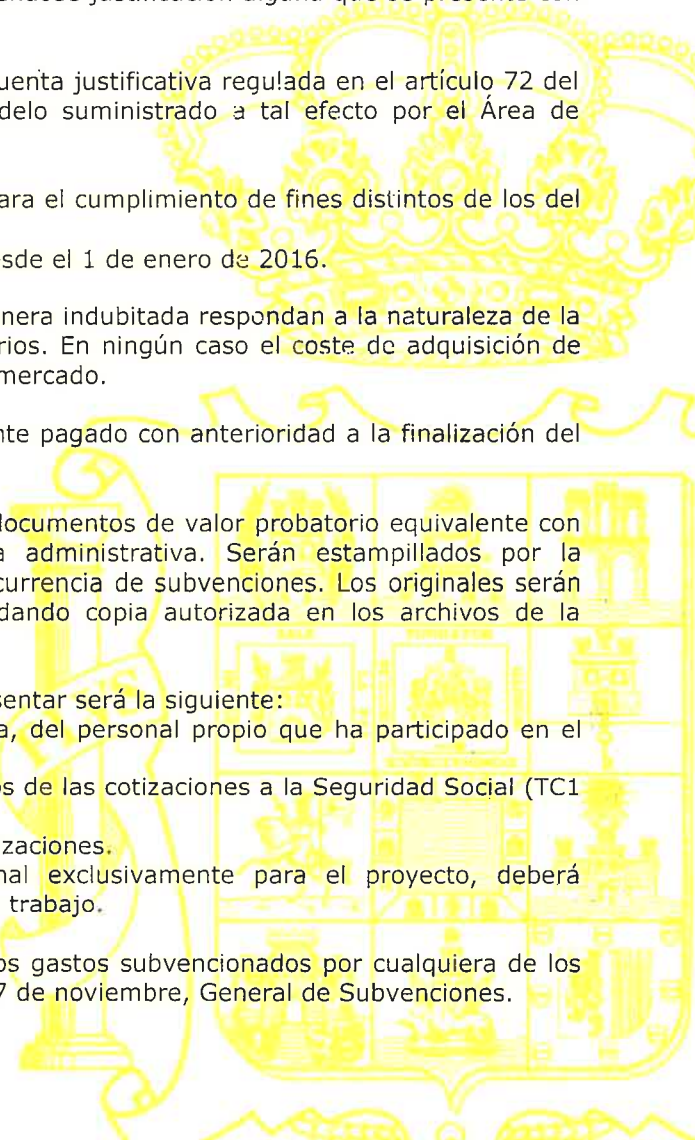 uenta justificativa regulada en el artículo 72 del
delo suministrado a tal efecto por el Área de
ara el cumplimiento de fines distintos de los del
sde el 1 de enero de 2016.
nera indubitada respondan a la naturaleza de la
rios. En ningún caso el coste de adquisición de
mercado.
nte pagado con anterioridad a la finalización del
documentos de valor probatorio equivalente con
a administrativa. Serán estampillados por la
currencia de subvenciones. Los originales serán
dando copia autorizada en los archivos de la
sentar será la siguiente:
a, del personal propio que ha participado en el
PLUS
s de las cotizaciones a la Seguridad Social (TC1
zaciones.
nal exclusivamente para el proyecto, deberá
trabajo.
os gastos subvencionados por cualquiera de los
7 de noviembre, General de Subvenciones.